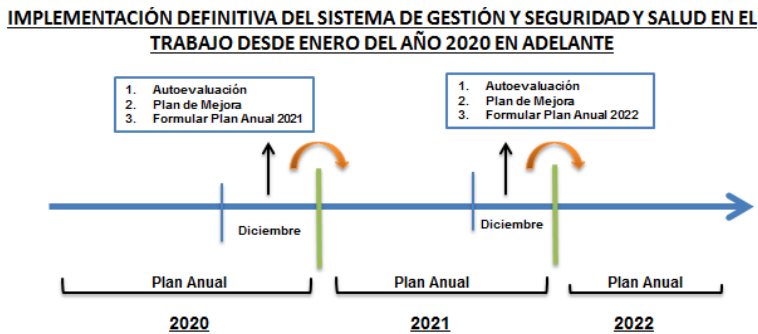 IMPLEMENTACIÓN DEFINITIVA DEL SISTEMA DE GESTIÓN Y SEGURIDAD Y SALUD EN EL
TRABAJO DESDE ENERO DEL AÑO 2020 EN ADELANTE
1. Autoevaluación
2. Plan de Mejora
3. Formular Plan Anual 2021
1. Autoevaluación
2. Plan de Mejora
3. Formular Plan Anual 2022
Diciembre
Diciembre
Plan Anual
Plan Anual
Plan Anual
2020
2021
2022